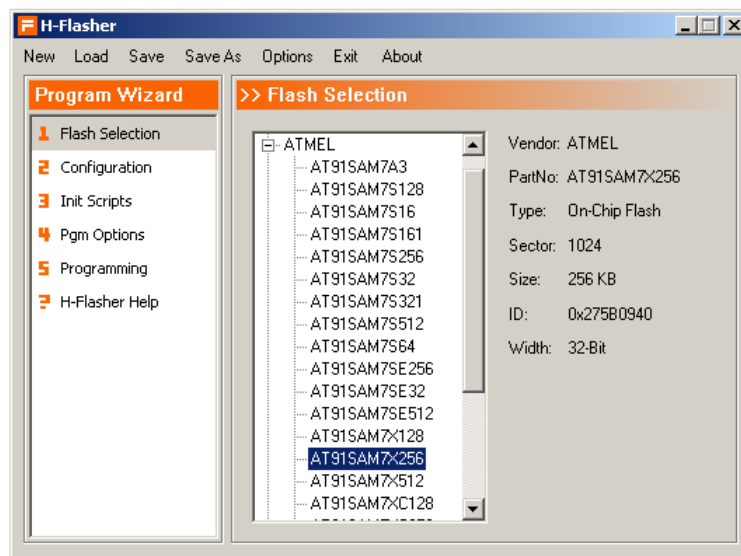 H-Flasher
New Load Save Save As Options Exit About
Program Wizard
1 Flash Selection
2 Configuration
3 Init Scripts
4 Pgm Options
5 Programming
? H-Flasher Help
>> Flash Selection
ATMEL
AT91SAM7A3
AT91SAM7S128
AT91SAM7S16
AT91SAM7S161
AT91SAM7S256
AT91SAM7S32
AT91SAM7S321
AT91SAM7S512
AT91SAM7S64
AT91SAM7SE256
AT91SAM7SE32
AT91SAM7SE512
AT91SAM7X128
AT91SAM7X256
AT91SAM7X512
AT91SAM7XC128
Vendor: ATMEL
PartNo: AT91SAM7X256
Type: On-Chip Flash
Sector: 1024
Size: 256 KB
ID: 0x275B0940
Width: 32-Bit